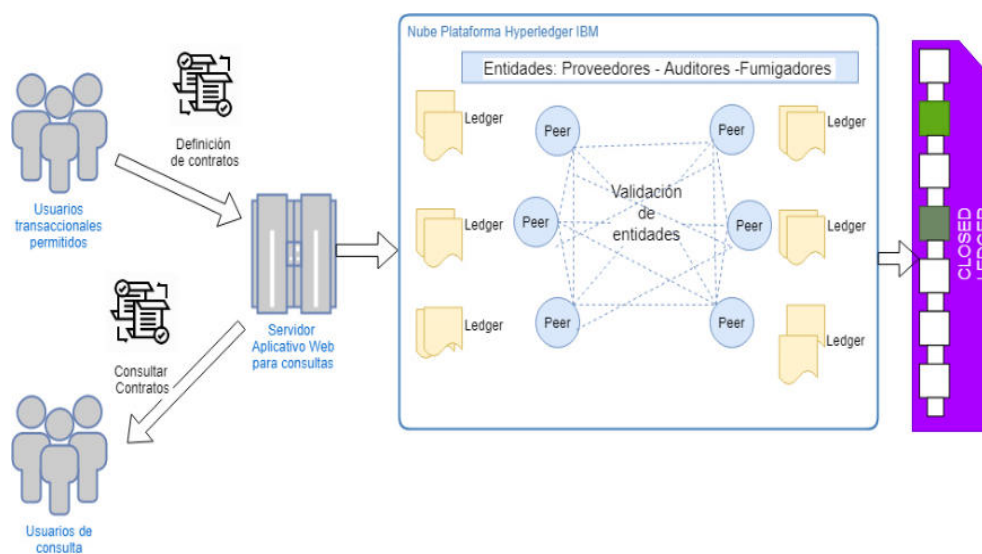 Nube Plataforma Hyperledger IBM
Entidades: Proveedores - Auditores -Fumigadores
Definición
de contratos
Usuarios
transaccionales
permitidos
Servidor
Aplicativo Web
para consultas
Consultar
Contratos
Usuarios de
consulta
Ledger
Peer
Peer
Ledger
Validación
de
entidades
Ledger
Peer
Peer
Ledger
Ledger
Peer
Peer
Ledger
CLOSED
LEDGER